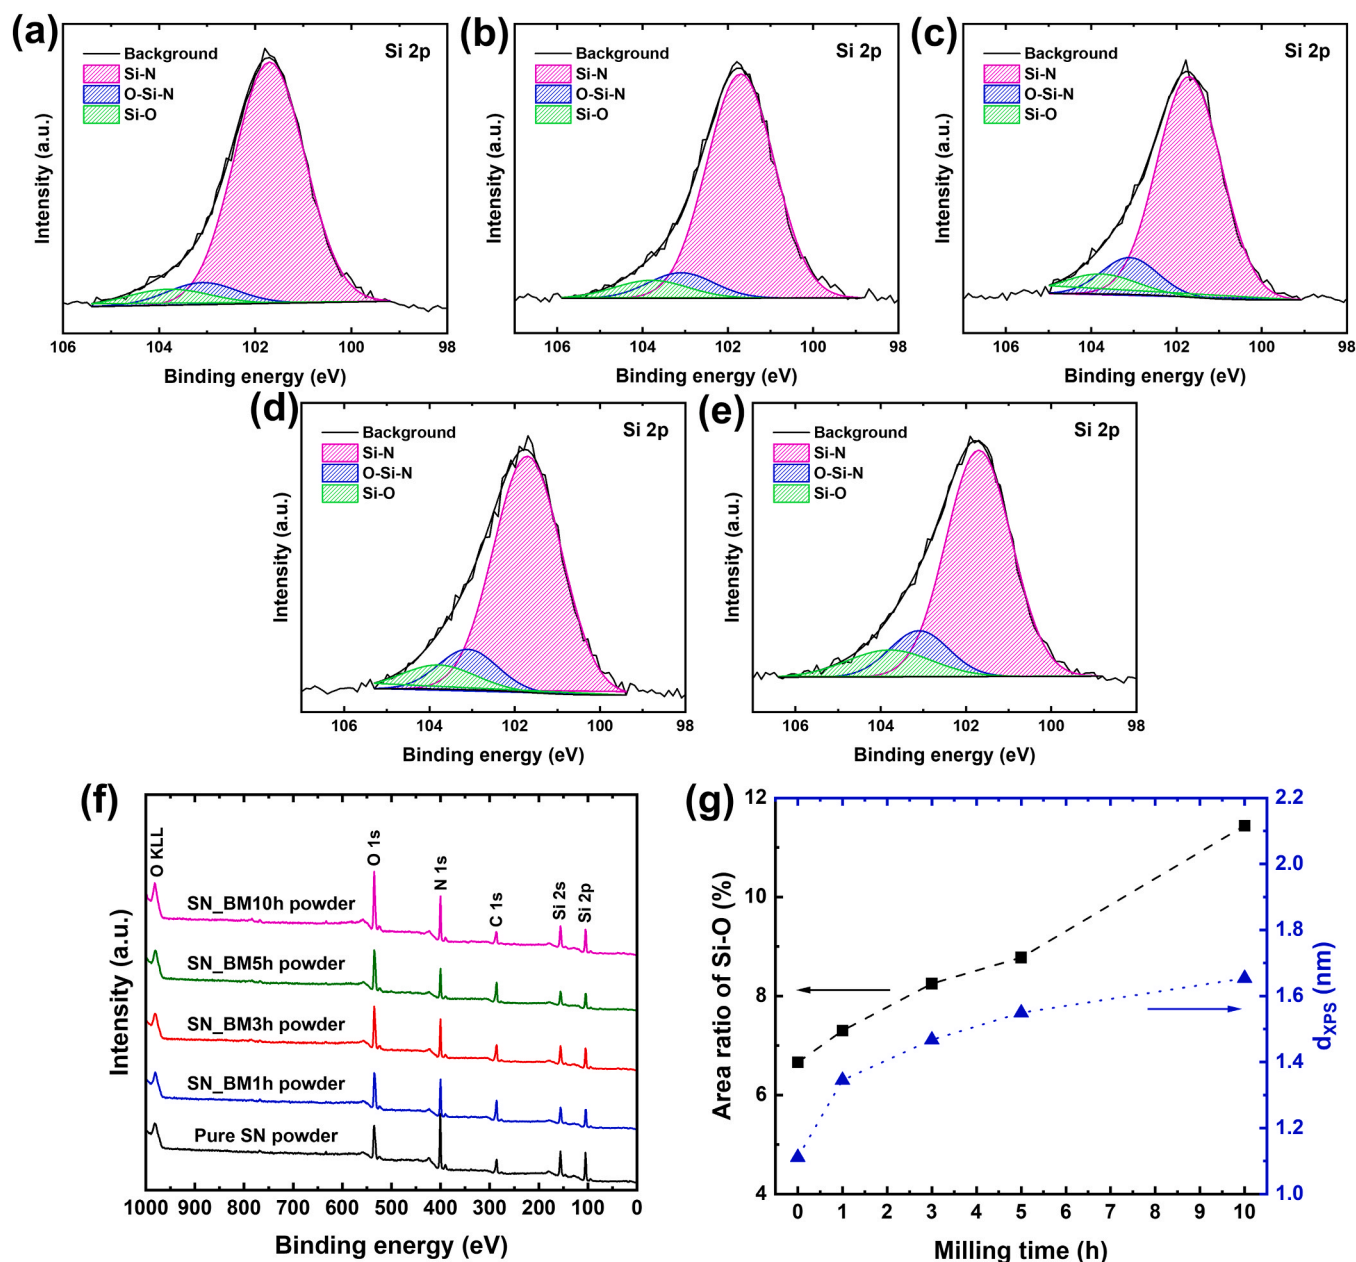 (a)
Background
Si-N
O-Si-N
Si-O
Si 2p
Intensity (a.u.)
106 104 102 100 98
Binding energy (eV)
(b)
Background
Si-N
O-Si-N
Si-O
Si 2p
Intensity (a.u.)
106 104 102 100 98
Binding energy (eV)
(c)
Background
Si-N
O-Si-N
Si-O
Si 2p
Intensity (a.u.)
106 104 102 100 98
Binding energy (eV)
(d)
Background
Si-N
O-Si-N
Si-O
Si 2p
Intensity (a.u.)
106 104 102 100 98
Binding energy (eV)
(e)
Background
Si-N
O-Si-N
Si-O
Si 2p
Intensity (a.u.)
106 104 102 100 98
Binding energy (eV)
(f)
O KLL
O 1s
N 1s
C 1s
Si 2s
Si 2p
SN_BM10h powder
SN_BM5h powder
SN_BM3h powder
SN_BM1h powder
Pure SN powder
Intensity (a.u.)
1000 900 800 700 600 500 400 300 200 100 0
Binding energy (eV)
(g)
12
11
8
6
4
Area ratio of Si-O (%)
2.2
2.0
1.8
1.6
1.4
1.2
1.0
dXPS (nm)
0 1 2 3 4 5 6 7 8 9 10
Milling time (h)